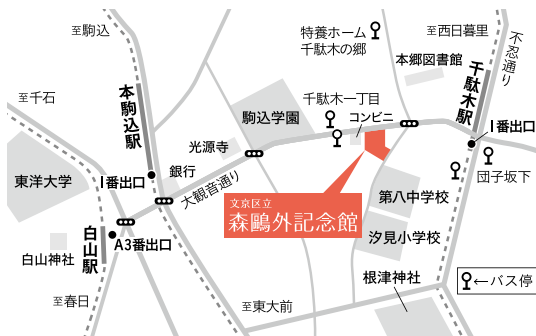 至駒込
特養ホーム
千駄木の郷
至西日暮里
不忍通り
本郷図書館
至千石
本駒込駅
千駄木一丁目
千駄木駅
駒込学園
コンビニ
1番出口
光源寺
東洋大学
1番出口
銀行
大観音通り
団子坂下
第八中学校
文京区立
森鷗外記念館
白山駅
A3番出口
汐見小学校
白山神社
根津神社
←バス停
至春日
至東大前